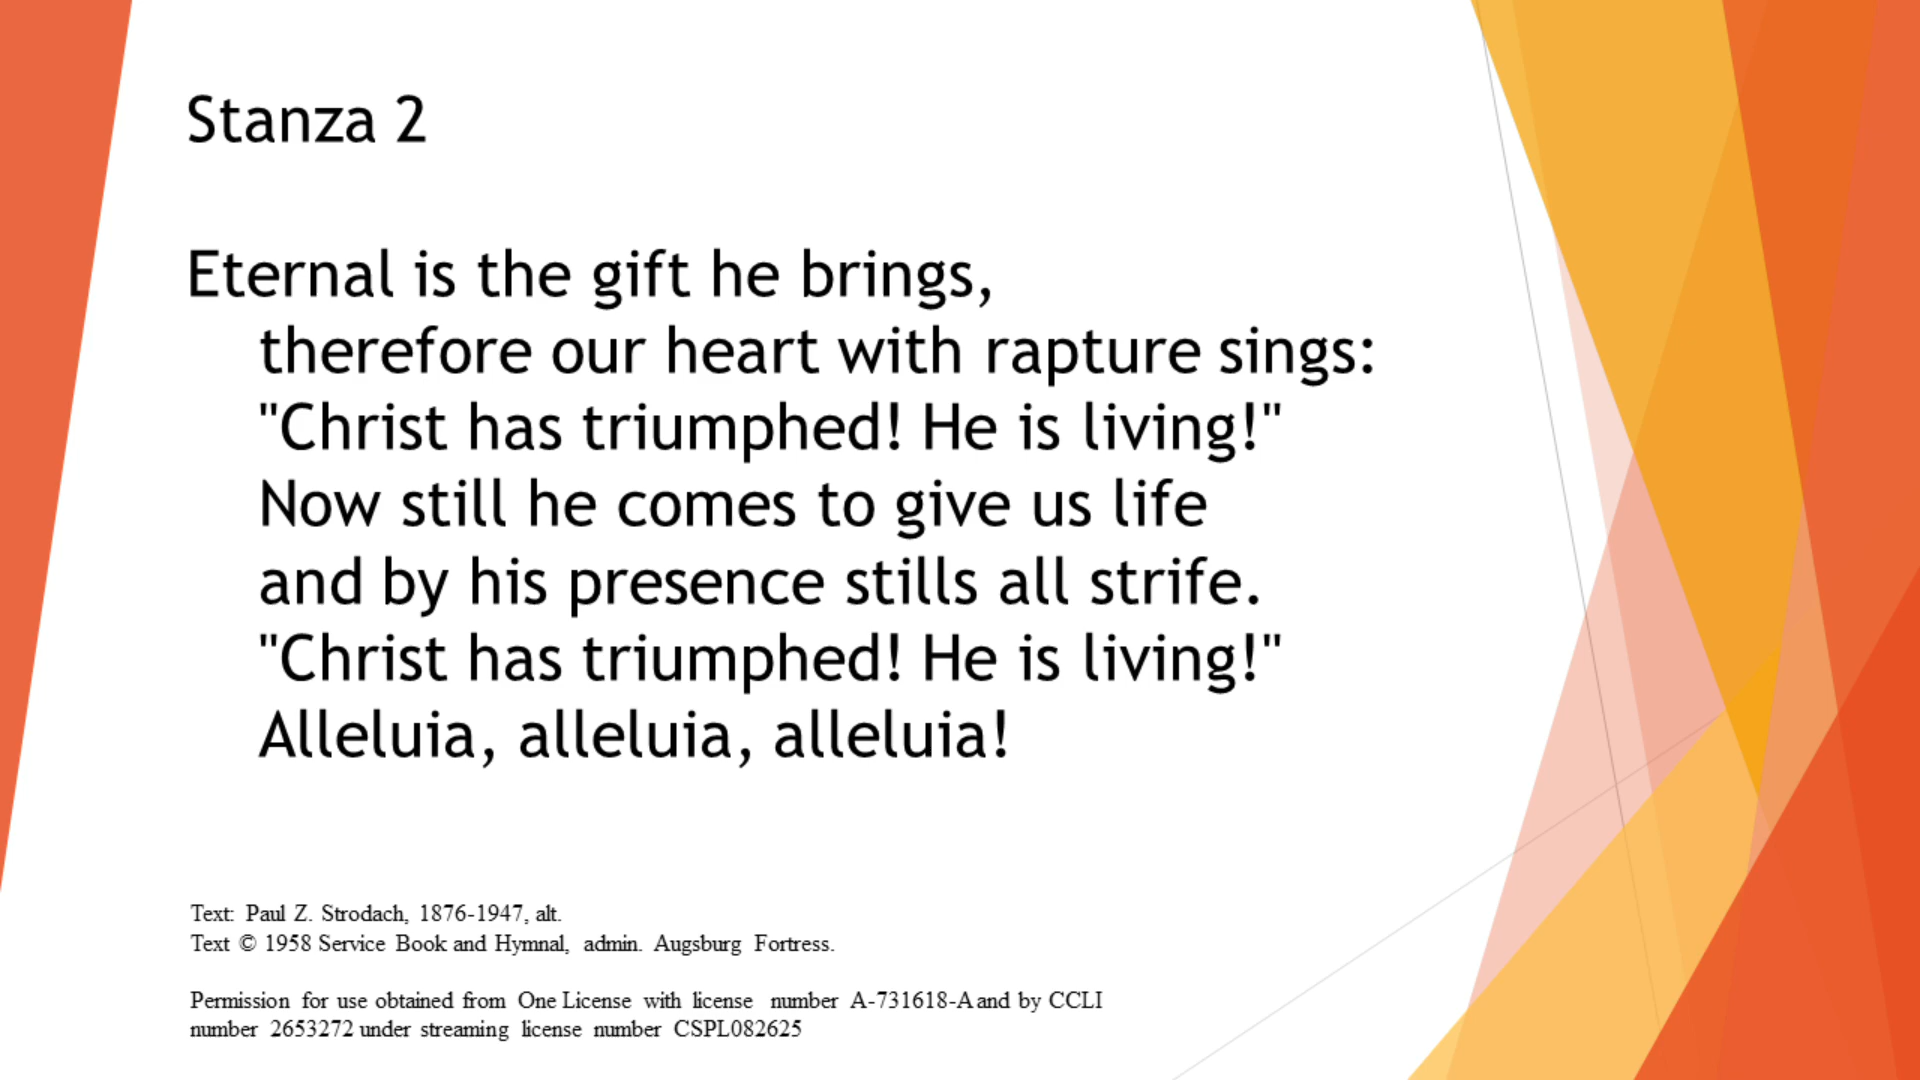 Stanza 2
Eternal is the gift he brings,
therefore our heart with rapture sings:
"Christ has triumphed! He is living!"
Now still he comes to give us life
and by his presence stills all strife.
"Christ has triumphed! He is living!"
Alleluia, alleluia, alleluia!
Text: Paul Z. Strodach, 1876-1947, alt.
Text © 1958 Service Book and Hymnal, admin. Augsburg Fortress.
Permission for use obtained from One License with license number A-731618-A and by CCLI
number 2653272 under streaming license number CSPL082625